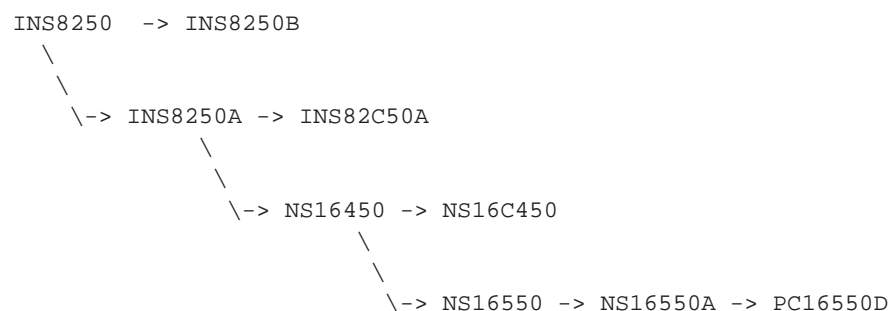 INS8250  -> INS8250B
  \
   \
    \-> INS8250A -> INS82C50A
            \
             \
              \-> NS16450 -> NS16C450
                      \
                       \
                        \-> NS16550 -> NS16550A -> PC16550D